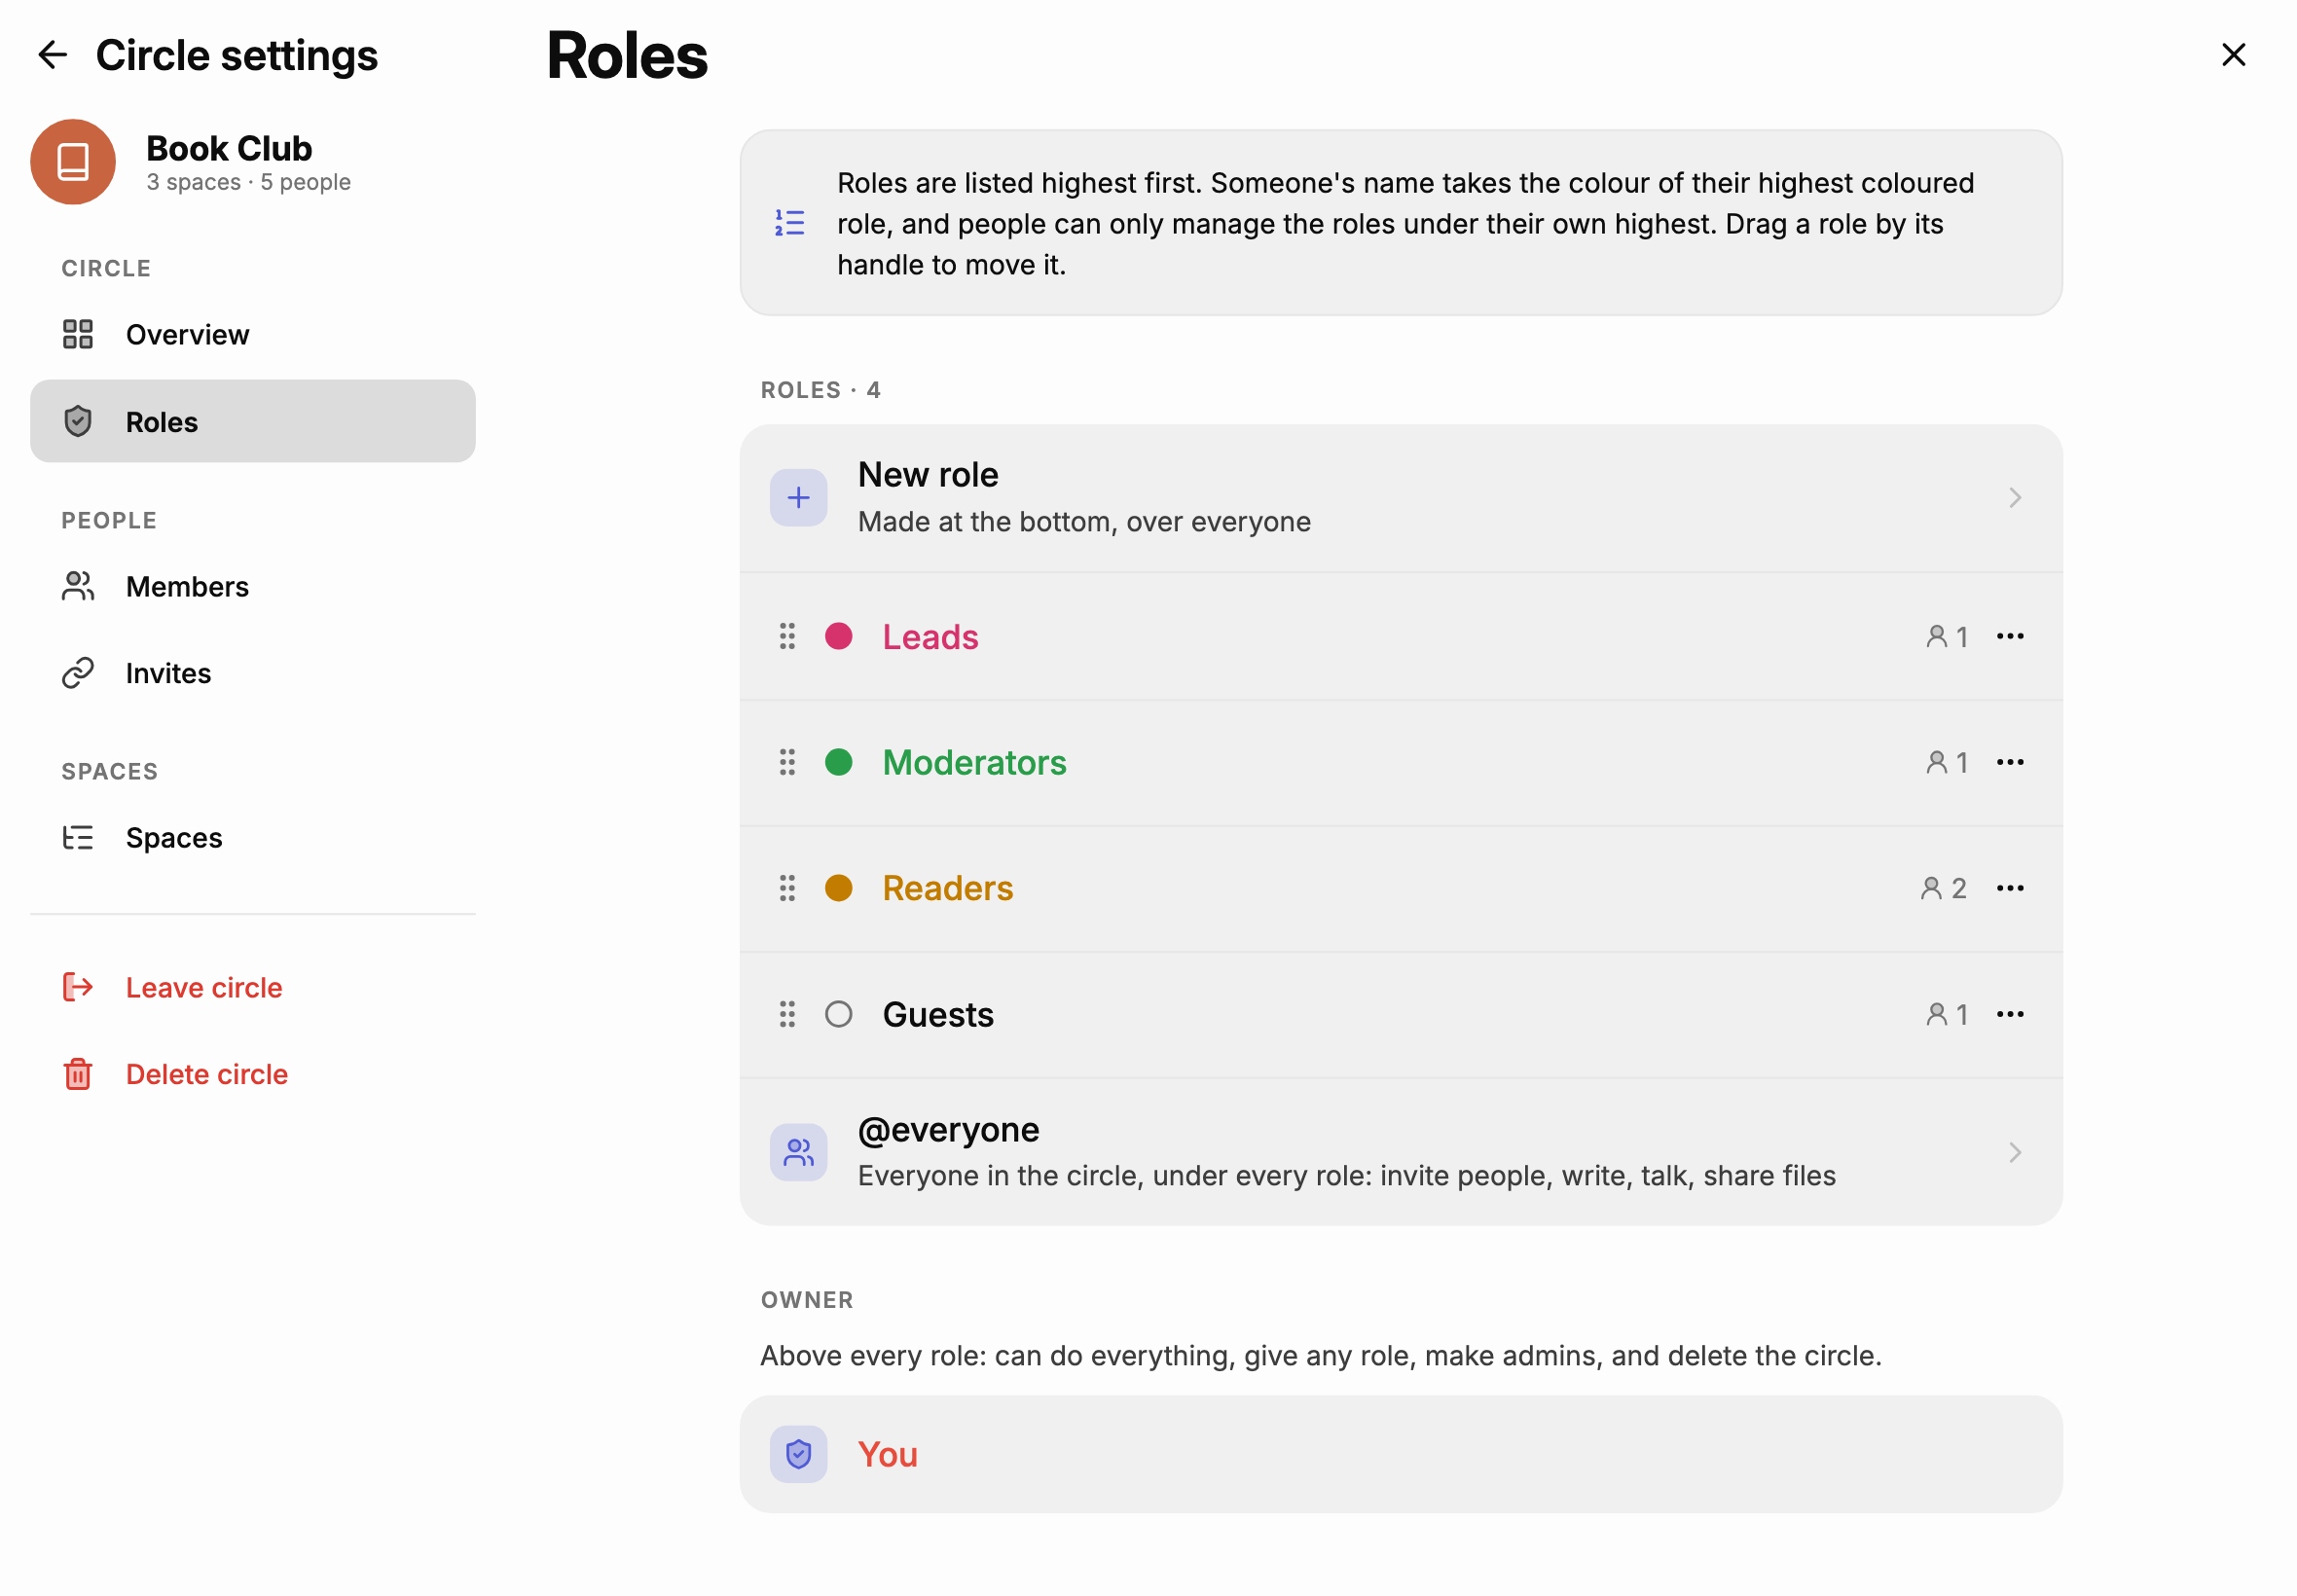 Circle settings
Book Club
3 spaces · 5 people
CIRCLE
Overview
Roles
PEOPLE
Members
Invites
SPACES
Spaces
Leave circle
Delete circle
Roles
Roles are listed highest first. Someone's name takes the colour of their highest coloured
role, and people can only manage the roles under their own highest. Drag a role by its
handle to move it.
ROLES · 4
New role
Made at the bottom, over everyone
Leads
1
Moderators
1
Readers
2
Guests
1
@everyone
Everyone in the circle, under every role: invite people, write, talk, share files
OWNER
Above every role: can do everything, give any role, make admins, and delete the circle.
You